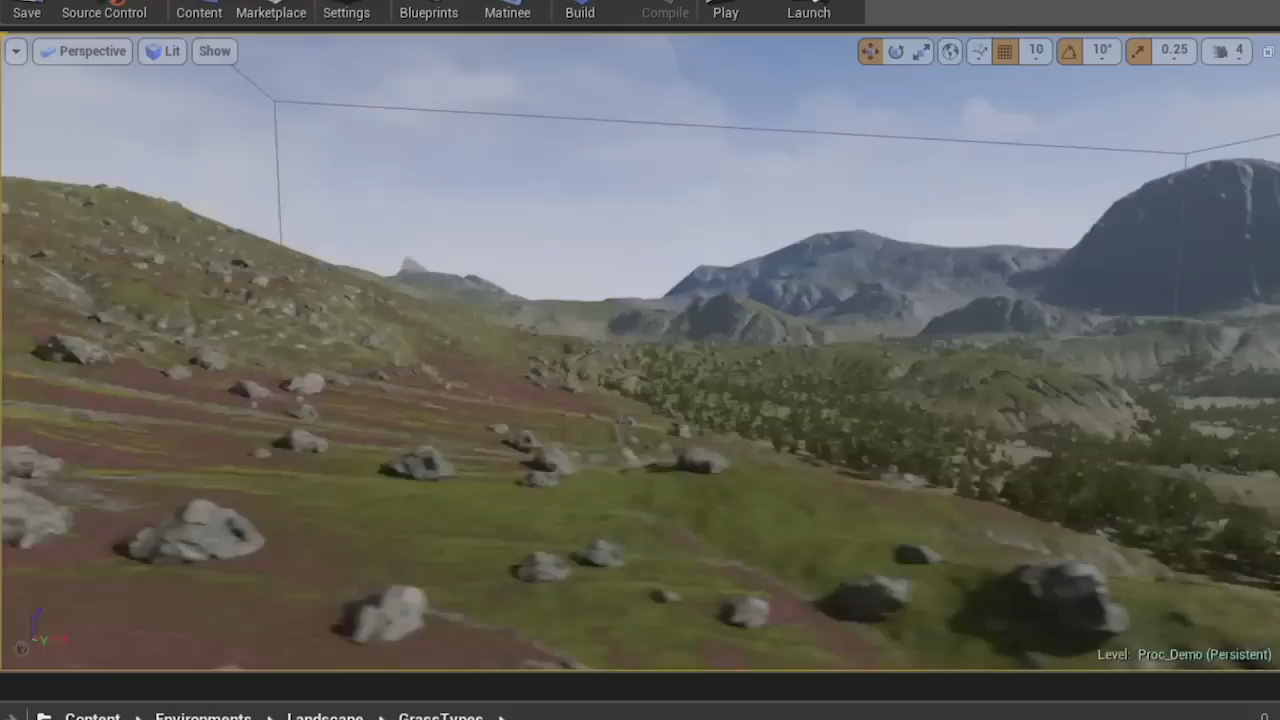 Save Source Control Content Marketplace Settings Blueprints Matinee Build Compile Play Launch
Perspective Lit Show 10 10° 0.25 4
Y
Level: Proc_Demo (Persistent)
Content Environments Landscape GrassTypes